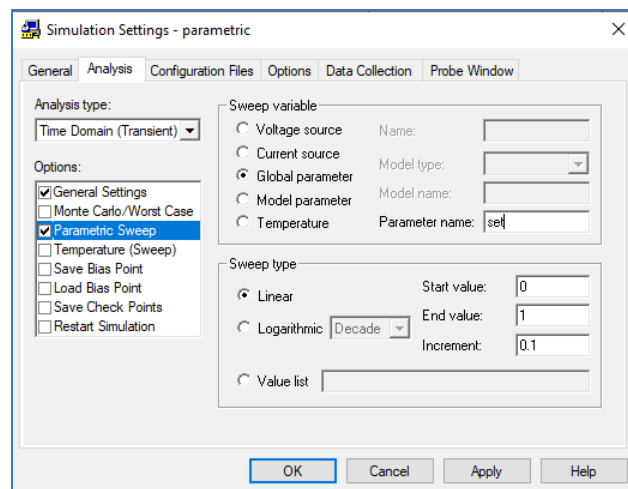 Simulation Settings - parametric
General Analysis Configuration Files Options Data Collection Probe Window
Analysis type:
Time Domain (Transient)
Options:
General Settings
Monte Carlo/Worst Case
Parametric Sweep
Temperature (Sweep)
Save Bias Point
Load Bias Point
Save Check Points
Restart Simulation
Sweep variable
Voltage source Name:
Current source
Model type:
Global parameter
Model parameter Model name:
Temperature Parameter name: set
Sweep type
Linear Start value: 0
Logarithmic Decade End value: 1
Increment: 0.1
Value list
OK Cancel Apply Help